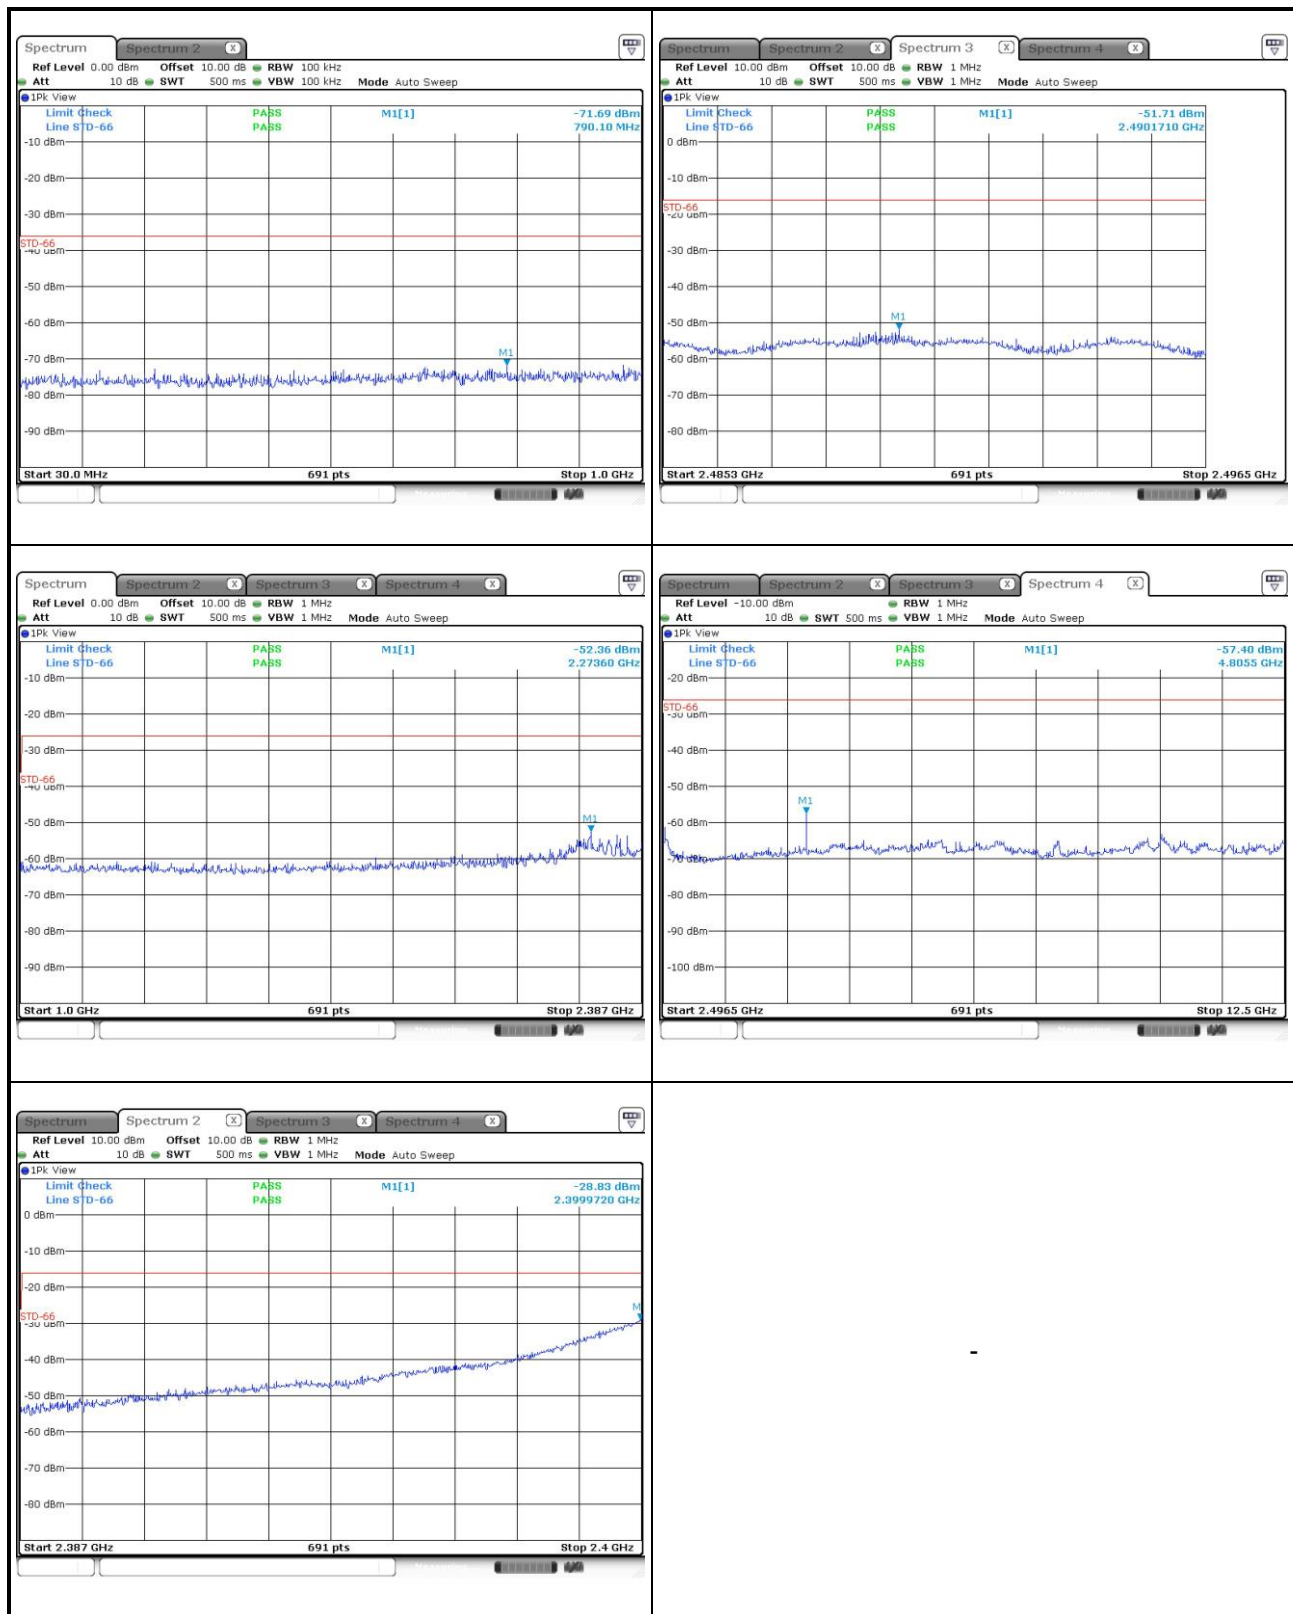 Spectrum Spectrum 2 X
Ref Level 0.00 dBm Offset 10.00 dB RBW 100 kHz
Att 10 dB SWT 500 ms VBW 100 kHz Mode Auto Sweep
1Pk View
Limit Check PASS M1[1] -71.69 dBm
Line STD-66 PASS 790.10 MHz
-10 dBm
-20 dBm
-30 dBm
STD-66
-40 dBm
-50 dBm
-60 dBm
M1
-70 dBm
-80 dBm
-90 dBm
Start 30.0 MHz 691 pts Stop 1.0 GHz
Spectrum Spectrum 2 X Spectrum 3 X Spectrum 4 X
Ref Level 10.00 dBm Offset 10.00 dB RBW 1 MHz
Att 10 dB SWT 500 ms VBW 1 MHz Mode Auto Sweep
1Pk View
Limit Check PASS M1[1] -51.71 dBm
Line STD-66 PASS 2.4901710 GHz
0 dBm
-10 dBm
STD-66
-20 dBm
-30 dBm
-40 dBm
-50 dBm
M1
-60 dBm
-70 dBm
-80 dBm
Start 2.4853 GHz 691 pts Stop 2.4965 GHz
Spectrum Spectrum 2 X Spectrum 3 X Spectrum 4 X
Ref Level 0.00 dBm Offset 10.00 dB RBW 1 MHz
Att 10 dB SWT 500 ms VBW 1 MHz Mode Auto Sweep
1Pk View
Limit Check PASS M1[1] -52.36 dBm
Line STD-66 PASS 2.27360 GHz
-10 dBm
-20 dBm
-30 dBm
STD-66
-40 dBm
-50 dBm
M1
-60 dBm
-70 dBm
-80 dBm
-90 dBm
Start 1.0 GHz 691 pts Stop 2.387 GHz
Spectrum Spectrum 2 X Spectrum 3 X Spectrum 4 X
Ref Level -10.00 dBm RBW 1 MHz
Att 10 dB SWT 500 ms VBW 1 MHz Mode Auto Sweep
1Pk View
Limit Check PASS M1[1] -57.40 dBm
Line STD-66 PASS 4.8055 GHz
-20 dBm
STD-66
-30 dBm
-40 dBm
-50 dBm
M1
-60 dBm
-70 dBm
-80 dBm
-90 dBm
-100 dBm
Start 2.4965 GHz 691 pts Stop 12.5 GHz
Spectrum Spectrum 2 X Spectrum 3 X Spectrum 4 X
Ref Level 10.00 dBm Offset 10.00 dB RBW 1 MHz
Att 10 dB SWT 500 ms VBW 1 MHz Mode Auto Sweep
1Pk View
Limit Check PASS M1[1] -28.83 dBm
Line STD-66 PASS 2.3999720 GHz
0 dBm
-10 dBm
-20 dBm
M
STD-66
-30 dBm
-40 dBm
-50 dBm
-60 dBm
-70 dBm
-80 dBm
Start 2.387 GHz 691 pts Stop 2.4 GHz
-